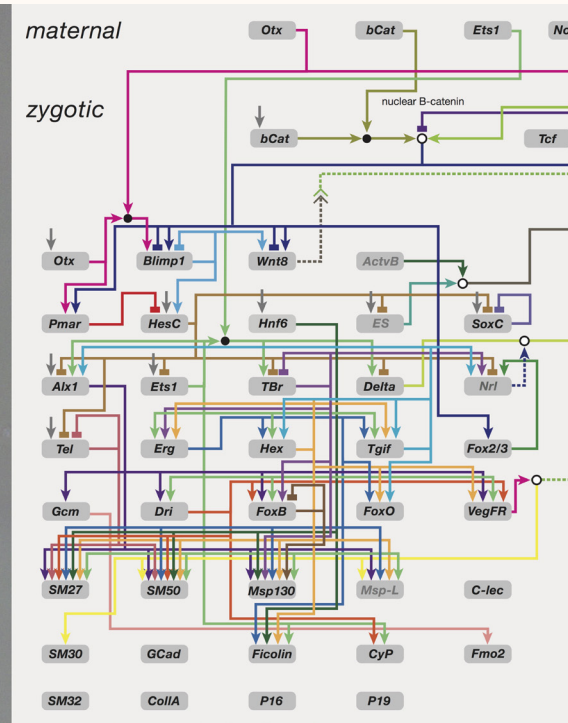 maternal
Otx
bCat
Ets1
nuclear B-catenin
zygotic
bCat
Tcf
Otx
Blimp1
Wnt8
ActvB
Pmar
HesC
Hnf6
ES
SoxC
Alx1
Ets1
TBr
Delta
Nrl
Tel
Erg
Hex
Tgif
Fox2/3
Gcm
Dri
FoxB
FoxO
VegFR
SM27
SM50
Msp130
Msp-L
C-lec
SM30
GCad
Ficolin
CyP
Fmo2
SM32
CollA
P16
P19